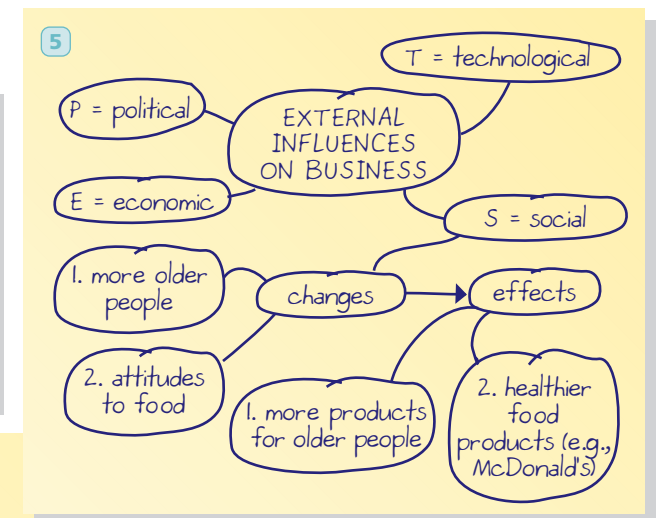 5
T = technological
P = political
EXTERNAL
INFLUENCES
ON BUSINESS
E = economic
S = social
1. more older
people
changes
effects
2. attitudes
to food
1. more products
for older people
2. healthier
food
products (e.g.,
McDonald's)